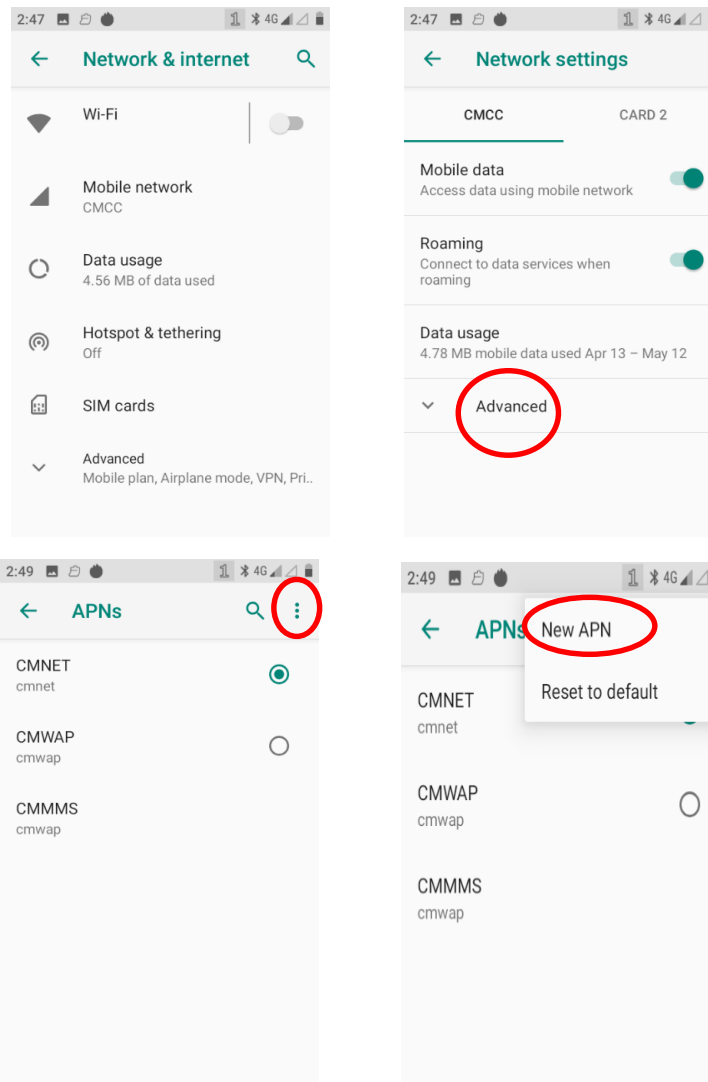 2:47 1 4G
Network & internet
Wi-Fi
Mobile network
CMCC
Data usage
4.56 MB of data used
Hotspot & tethering
Off
SIM cards
Advanced
Mobile plan, Airplane mode, VPN, Pri..
2:47 1 4G
Network settings
CMCC CARD 2
Mobile data
Access data using mobile network
Roaming
Connect to data services when
roaming
Data usage
4.78 MB mobile data used Apr 13 – May 12
Advanced
2:49 1 4G
APNs
CMNET
cmnet
CMWAP
cmwap
CMMMS
cmwap
2:49 1 4G
APNs New APN
Reset to default
CMNET
cmnet
CMWAP
cmwap
CMMMS
cmwap